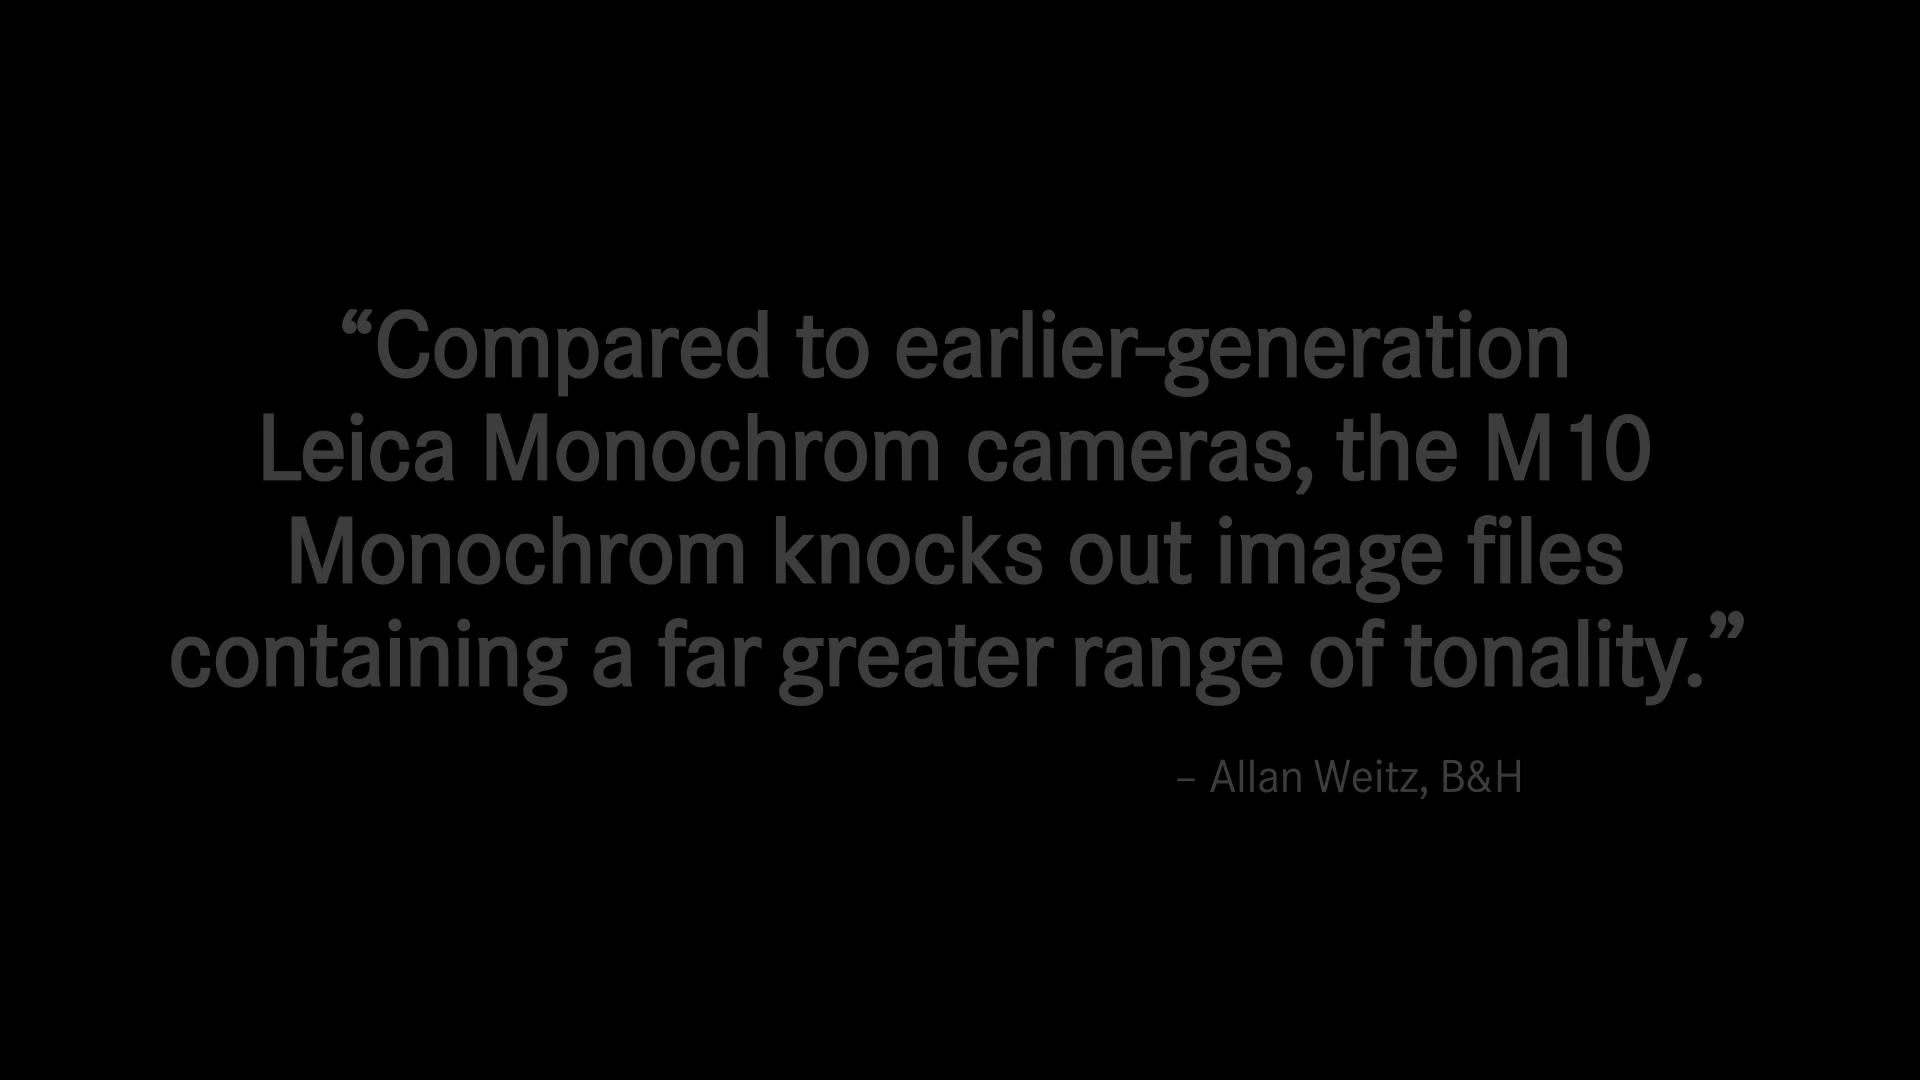 “Compared to earlier-generation
Leica Monochrom cameras, the M10
Monochrom knocks out image files
containing a far greater range of tonality.”
– Allan Weitz, B&H